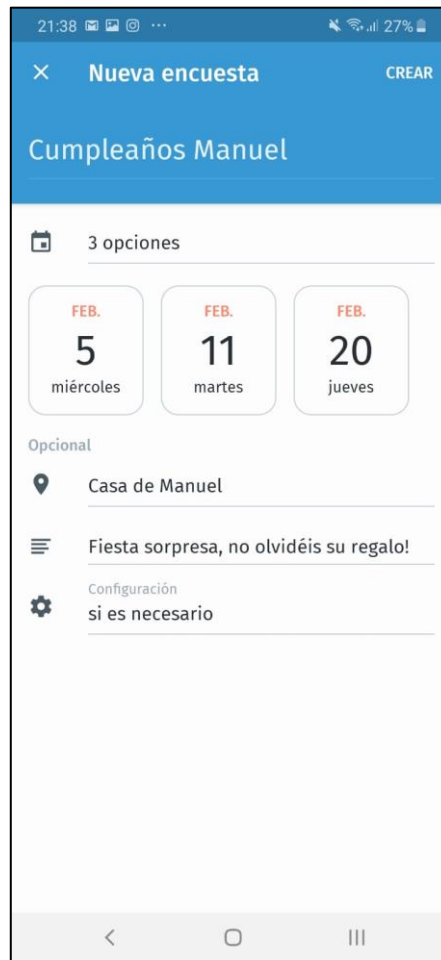 21:38 27%
Nueva encuesta CREAR
Cumpleaños Manuel
3 opciones
FEB. FEB. FEB.
5 11 20
miércoles martes jueves
Opcional
Casa de Manuel
Fiesta sorpresa, no olvidéis su regalo!
Configuración
si es necesario